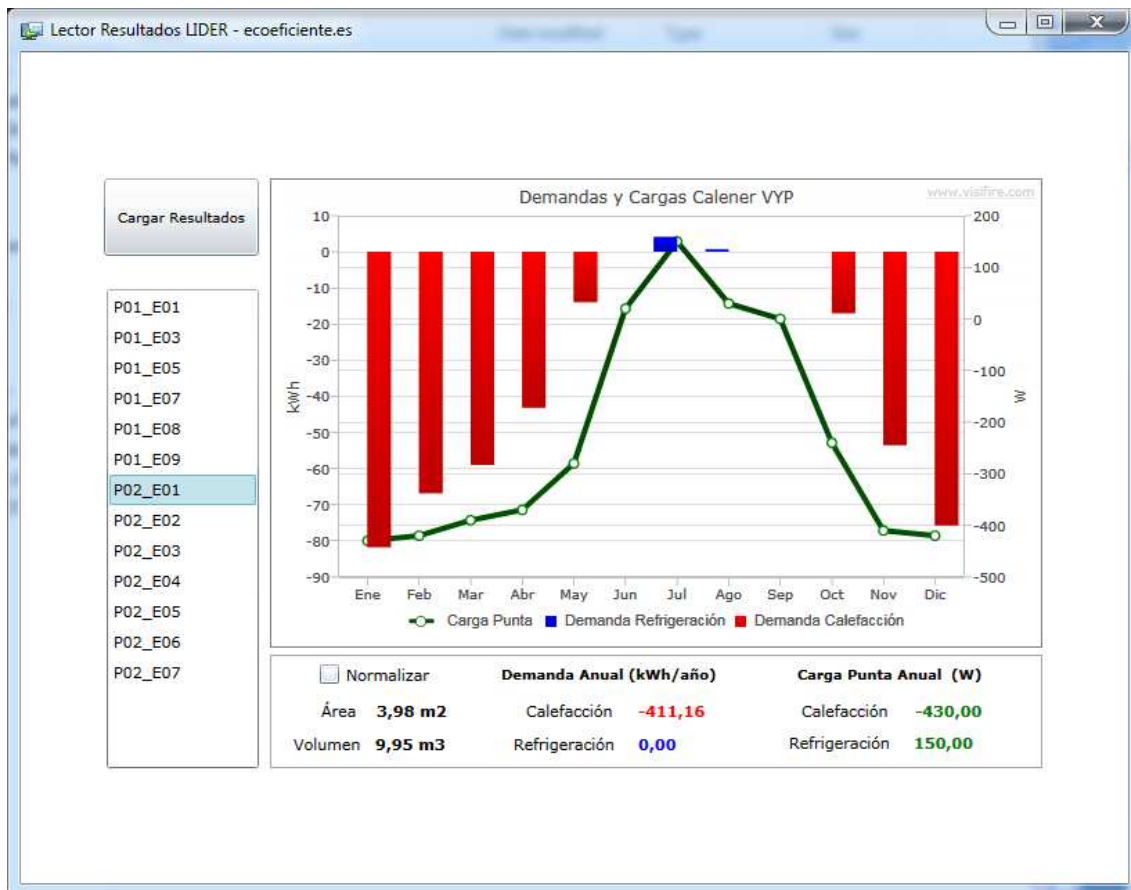 Lector Resultados LIDER - ecoeficiente.es
Date modified Type Size
Cargar Resultados
P01_E01
P01_E03
P01_E05
P01_E07
P01_E08
P01_E09
P02_E01
P02_E02
P02_E03
P02_E04
P02_E05
P02_E06
P02_E07
Demandas y Cargas Calener VYP
www.visifire.com
10
0
-10
-20
-30
-40
-50
-60
-70
-80
-90
kWh
200
100
0
-100
-200
-300
-400
-500
W
Ene Feb Mar Abr May Jun Jul Ago Sep Oct Nov Dic
Carga Punta Demanda Refrigeración Demanda Calefacción
Normalizar Demanda Anual (kWh/año) Carga Punta Anual (W)
Área 3,98 m2 Calefacción -411,16 Calefacción -430,00
Volumen 9,95 m3 Refrigeración 0,00 Refrigeración 150,00